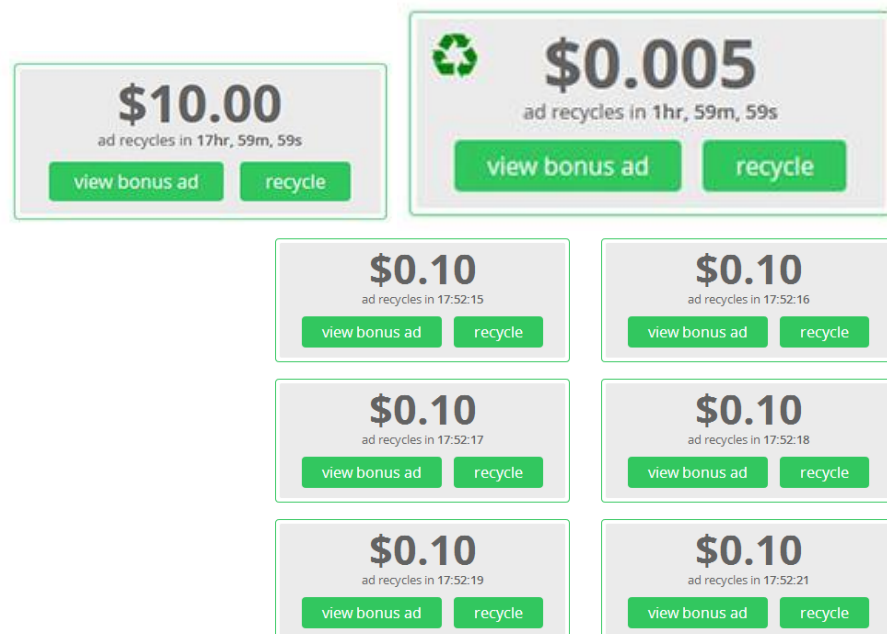 $10.00
ad recycles in 17hr, 59m, 59s
view bonus ad recycle
$0.005
ad recycles in 1hr, 59m, 59s
view bonus ad recycle
$0.10
ad recycles in 17:52:15
view bonus ad recycle
$0.10
ad recycles in 17:52:16
view bonus ad recycle
$0.10
ad recycles in 17:52:17
view bonus ad recycle
$0.10
ad recycles in 17:52:18
view bonus ad recycle
$0.10
ad recycles in 17:52:19
view bonus ad recycle
$0.10
ad recycles in 17:52:21
view bonus ad recycle